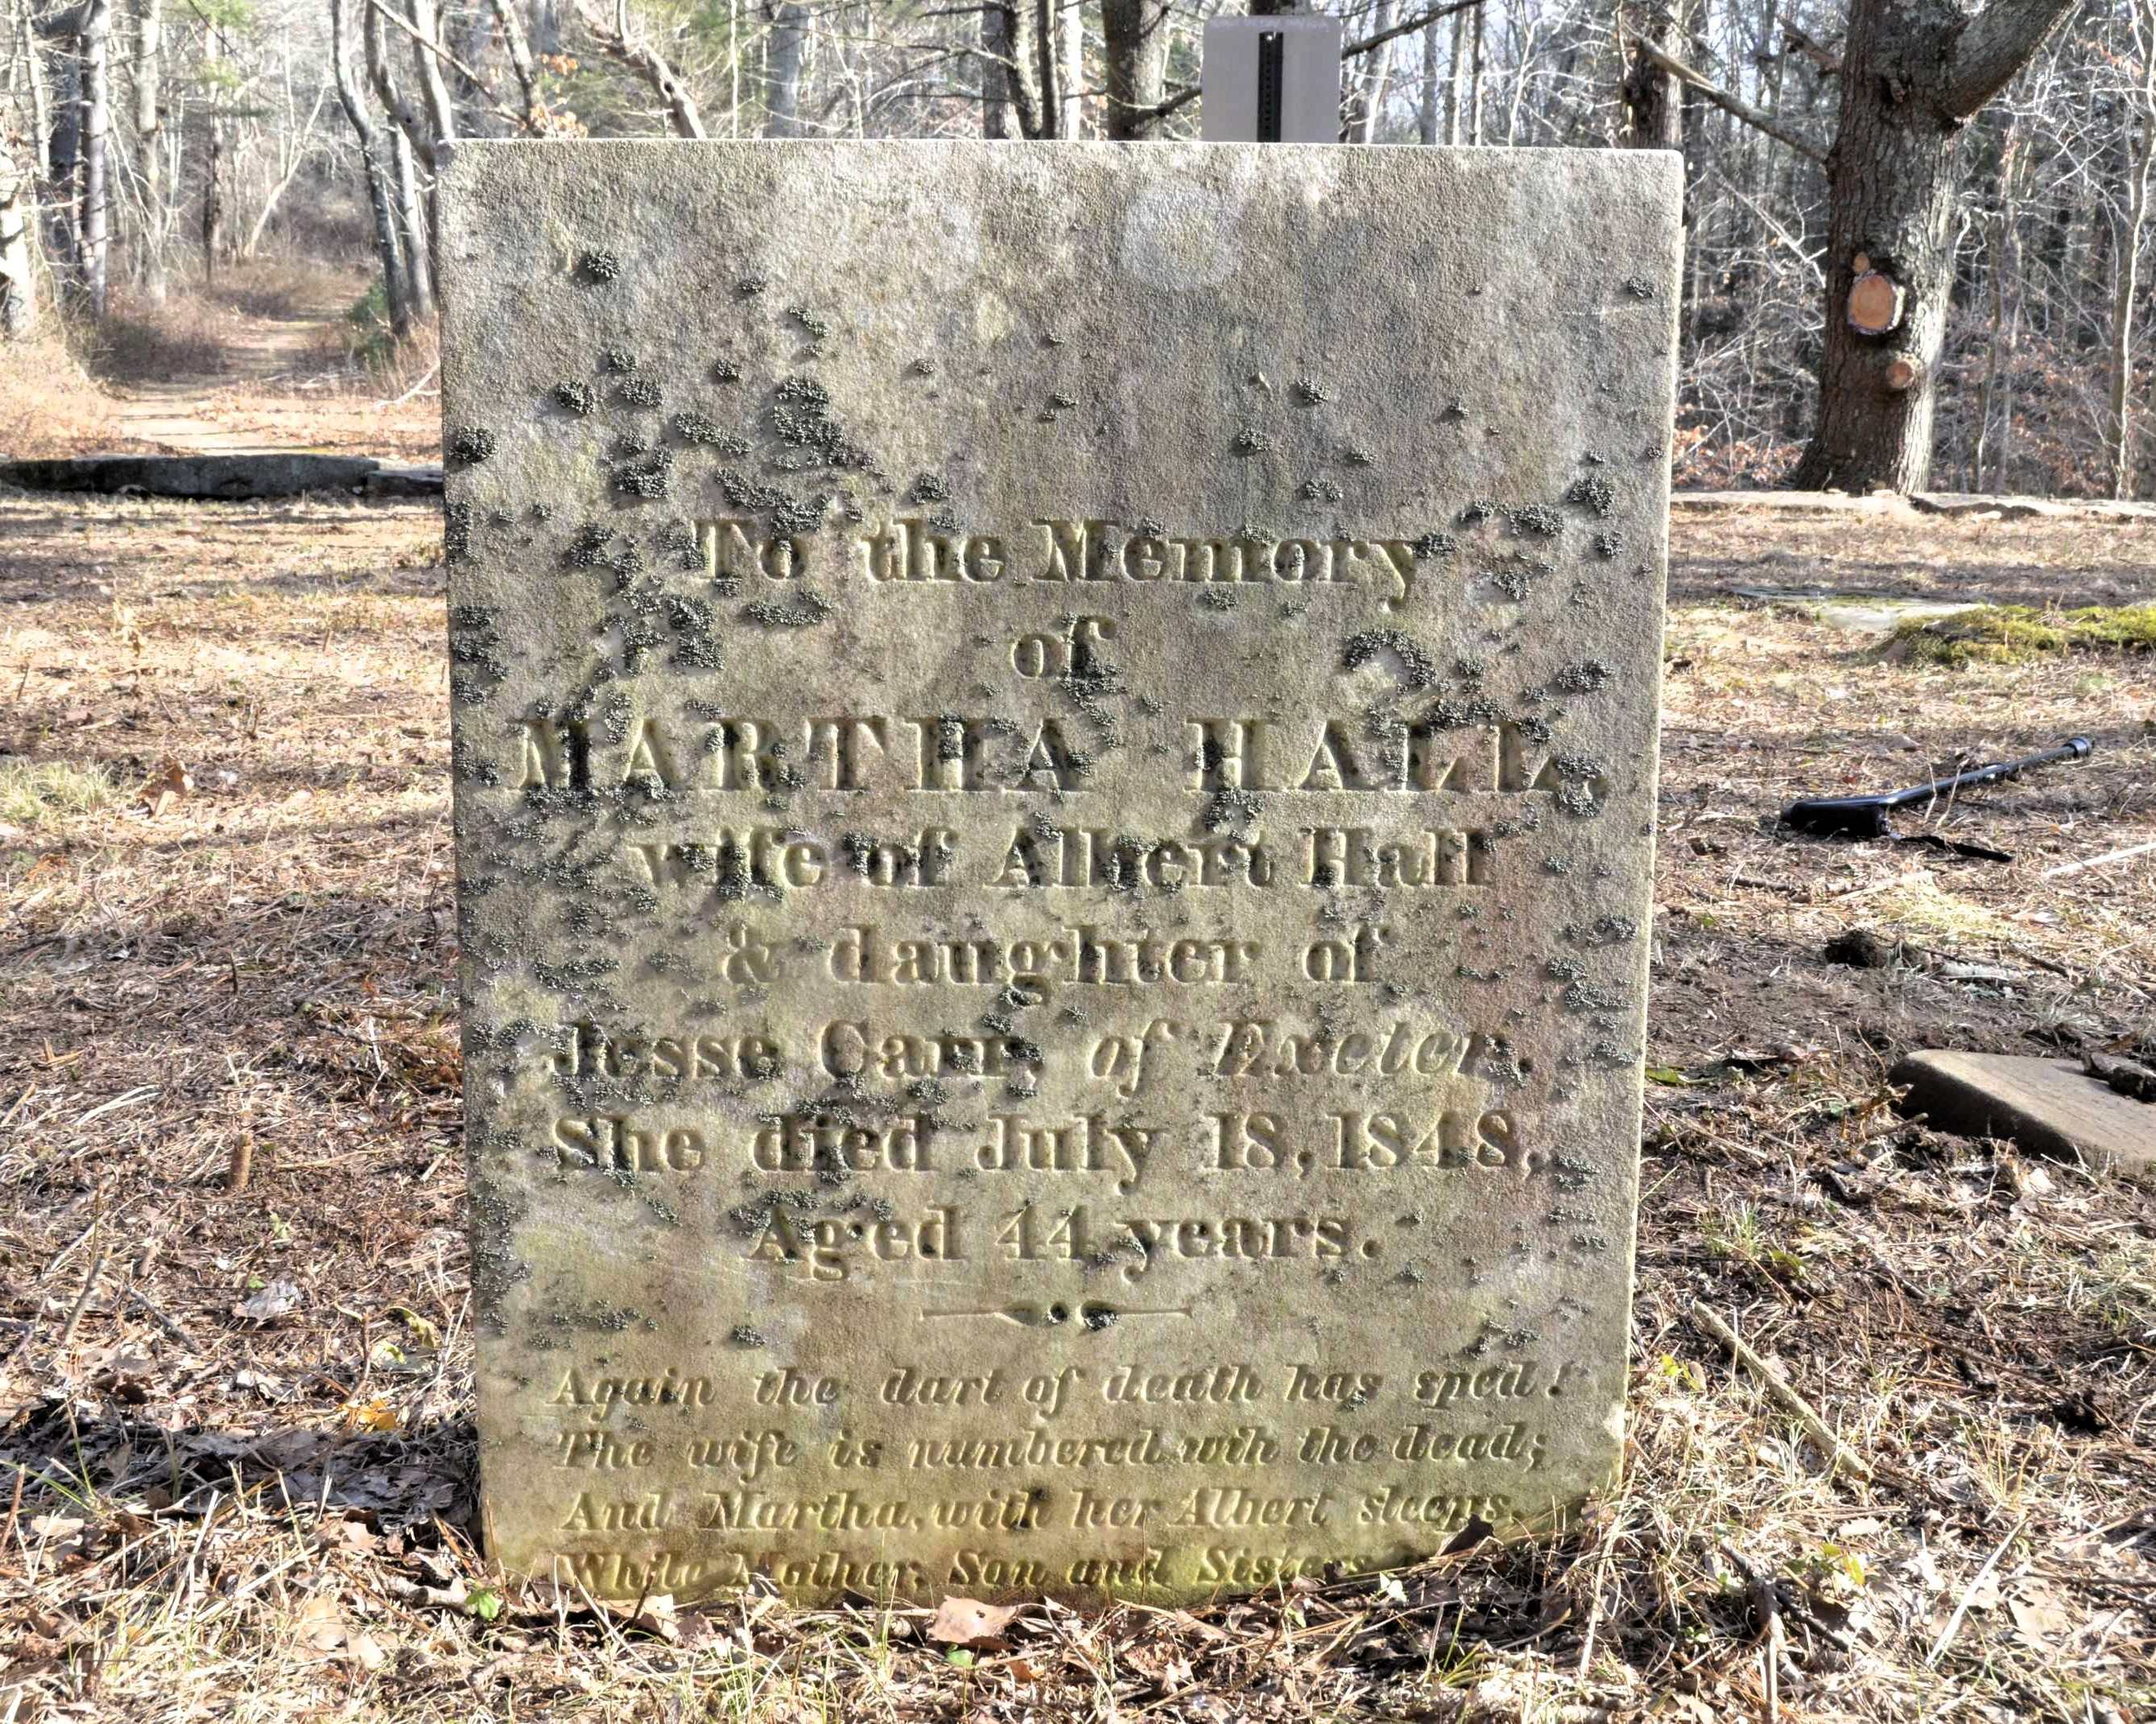 To the Memory
of
MARTHA HALL,
wife of Albert Hall
& daughter of
Jesse Carr, of Exeter.
She died July 18, 1848,
Aged 44 years.
Again the dart of death has sped!
The wife is numbered wih the dead;
And Martha, with her Albert sleeps,
While Mother, Son and Sisters